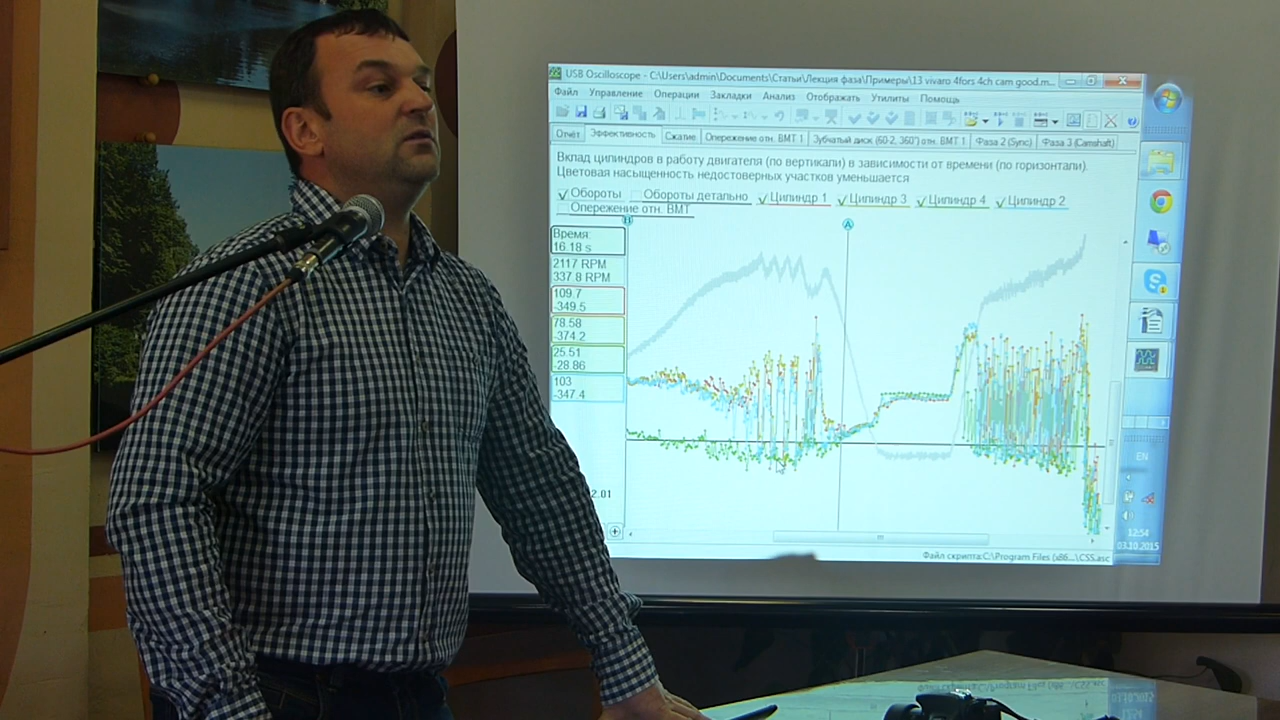 USB Oscilloscope - C:\Users\admin\Documents\Статьи\Лекция фаза\Примеры\13 vivaro 4fors 4ch cam good.m...
Файл Управление Операции Закладки Анализ Отображать Утилиты Помощь
Отчёт Эффективность Сжатие Опережение отн. ВМТ 1 Зубчатый диск (60-2, 360°) отн. ВМТ 1 Фаза 2 (Sync) Фаза 3 (Camshaft)
Вклад цилиндров в работу двигателя (по вертикали) в зависимости от времени (по горизонтали).
Цветовая насыщенность недостоверных участков уменьшается
Обороты Обороты детально Цилиндр 1 Цилиндр 3 Цилиндр 4 Цилиндр 2
Опережение отн. ВМТ
A
Время:
16.18 s
2117 RPM
337.8 RPM
109.7
-349.5
78.58
-374.2
25.51
-28.86
103
-347.4
2.01
EN
12:54
03.10.2015
Файл скрипта:C:\Program Files (x86...\CSS.asc